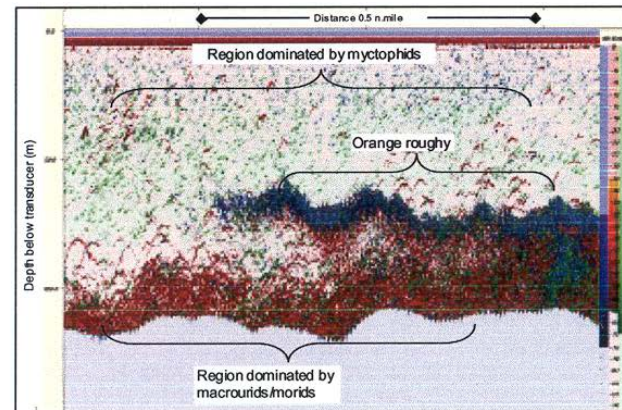 Distance 0.5 n.mile
Region dominated by myctophids
Orange roughy
Depth below transducer (m)
Region dominated by
macrourids/morids